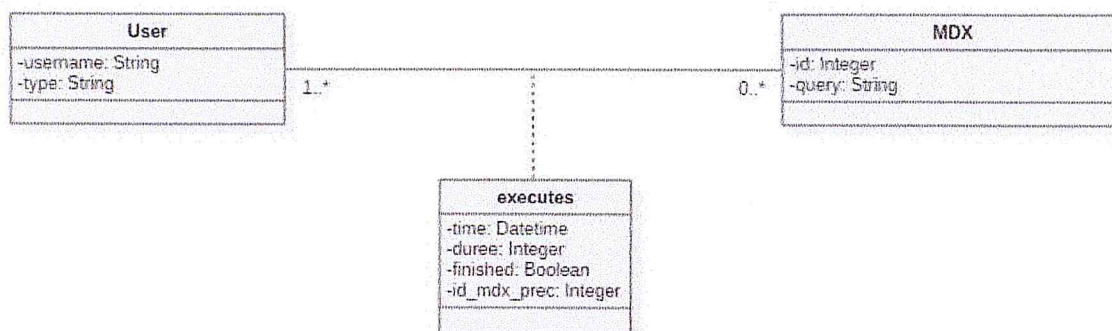 User
-username: String
-type: String
1..*
0..*
MDX
-id: Integer
-query: String
executes
-time: Datetime
-duree: Integer
-finished: Boolean
-id_mdx_prec: Integer